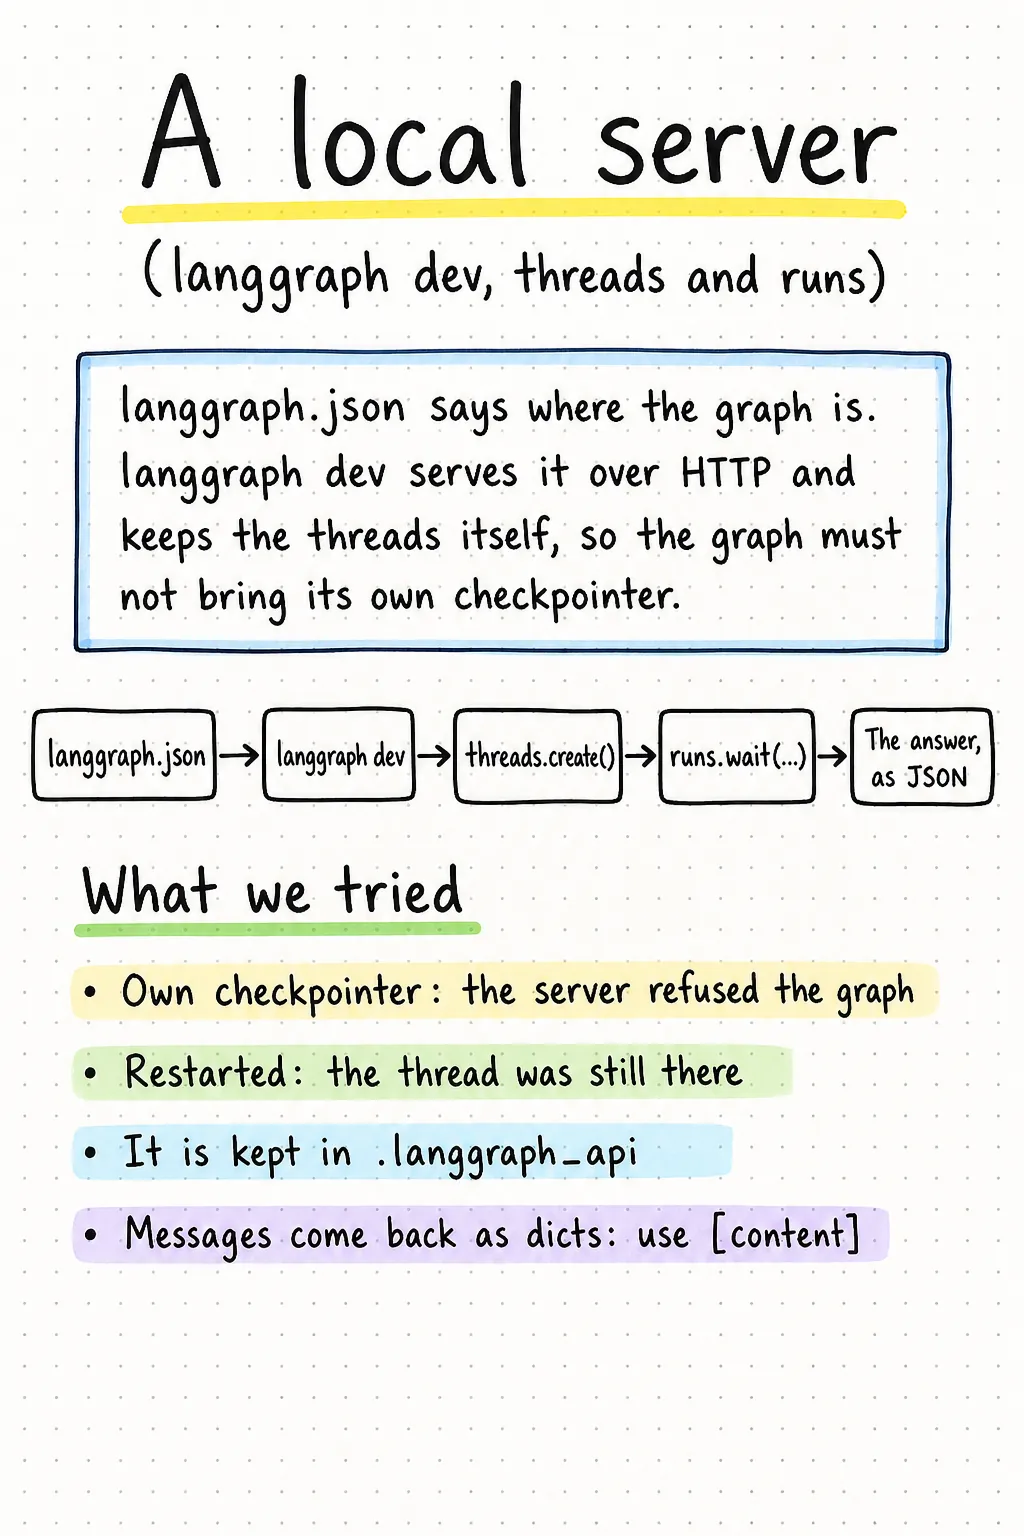 A local server
(langgraph dev, threads and runs)
langgraph.json says where the graph is.
langgraph dev serves it over HTTP and
keeps the threads itself, so the graph must
not bring its own checkpointer.
langgraph.json → langgraph dev → threads.create() → runs.wait(...) → The answer,
as JSON
What we tried
• Own checkpointer: the server refused the graph
• Restarted: the thread was still there
• It is kept in .langgraph_api
• Messages come back as dicts: use [content]